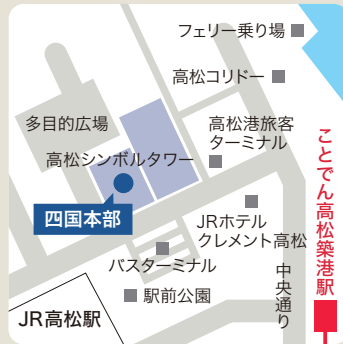 フェリー乗り場
高松コリドー
多目的広場
高松港旅客
ターミナル
高松シンボルタワー
四国本部
JRホテル
クレメント高松
バスターミナル
駅前公園
中央通り
JR高松駅
ことでん高松築港駅